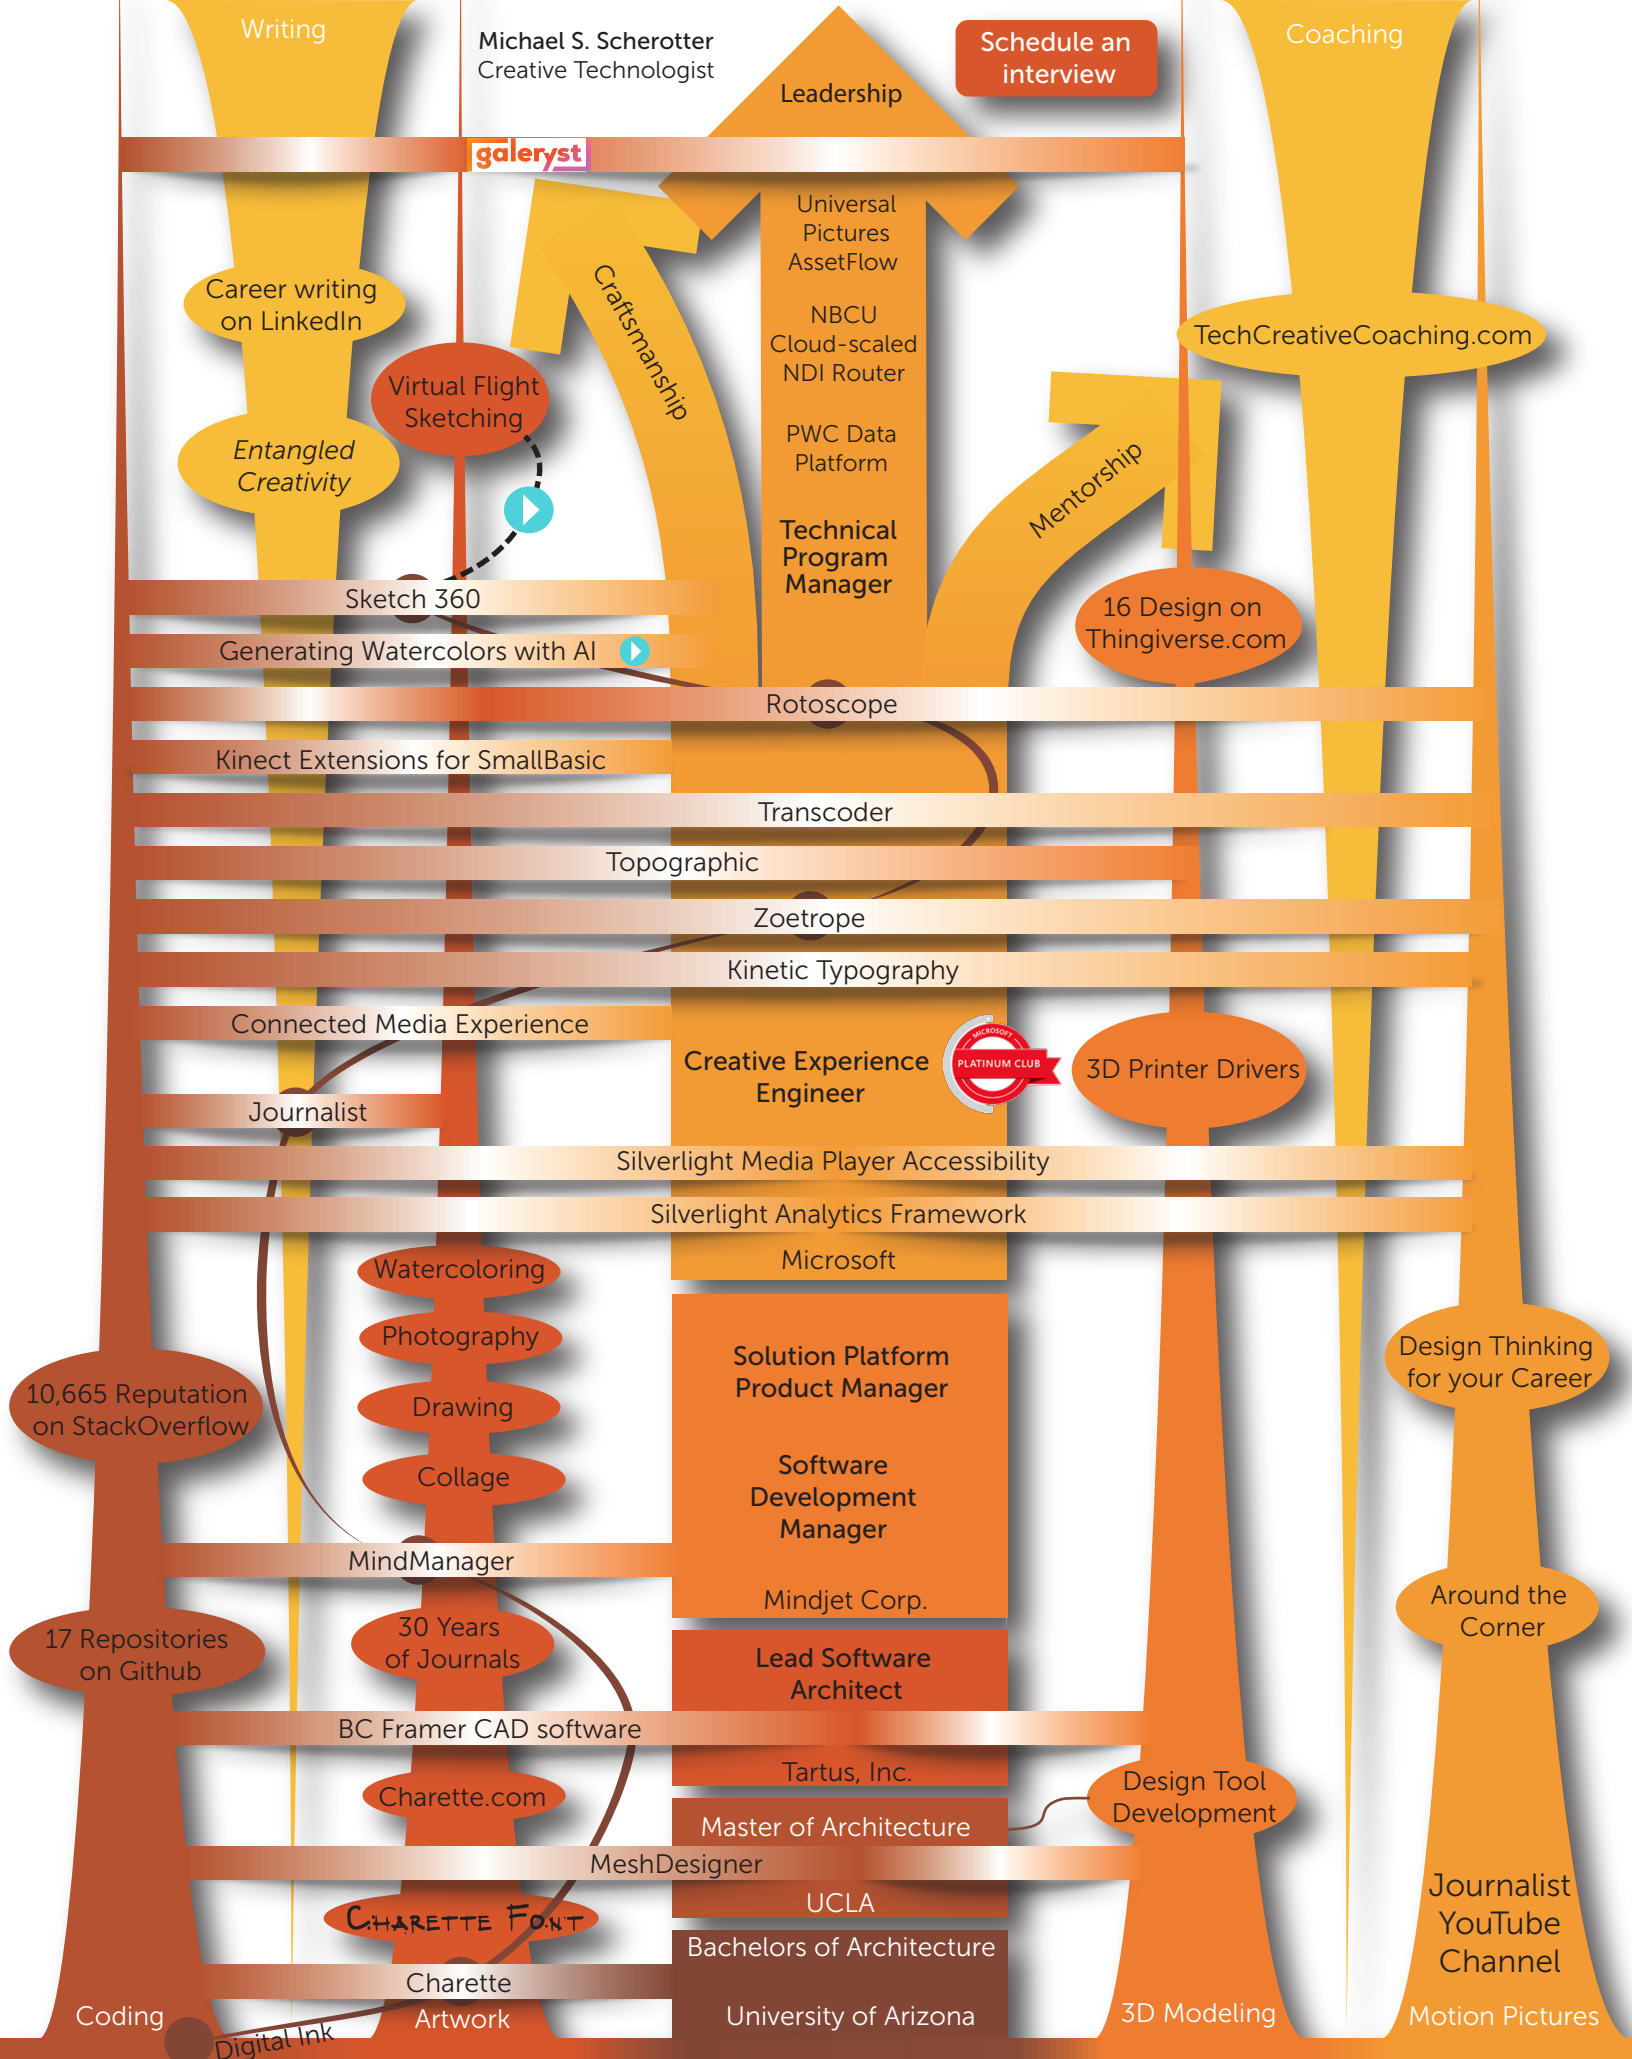 Writing
Michael S. Scherotter
Creative Technologist
Leadership
Schedule an
interview
Coaching
galeryst
Universal
Pictures
AssetFlow
Career writing
on LinkedIn
Craftsmanship
NBCU
Cloud-scaled
NDI Router
TechCreativeCoaching.com
Virtual Flight
Sketching
Entangled
Creativity
PWC Data
Platform
Mentorship
Technical
Program
Manager
Sketch 360
16 Design on
Thingiverse.com
Generating Watercolors with AI
Rotoscope
Kinect Extensions for SmallBasic
Transcoder
Topographic
Zoetrope
Kinetic Typography
Connected Media Experience
Creative Experience
Engineer
MICROSOFT
PLATINUM CLUB
3D Printer Drivers
Journalist
Silverlight Media Player Accessibility
Silverlight Analytics Framework
Microsoft
Watercoloring
Photography
Drawing
Collage
Solution Platform
Product Manager
Design Thinking
for your Career
10,665 Reputation
on StackOverflow
Software
Development
Manager
MindManager
Mindjet Corp.
Around the
Corner
17 Repositories
on Github
30 Years
of Journals
Lead Software
Architect
BC Framer CAD software
Tartus, Inc.
Charette.com
Design Tool
Development
Master of Architecture
MeshDesigner
UCLA
Charette Font
Journalist
YouTube
Channel
Bachelors of Architecture
Charette
University of Arizona
Coding
Digital Ink
Artwork
3D Modeling
Motion Pictures